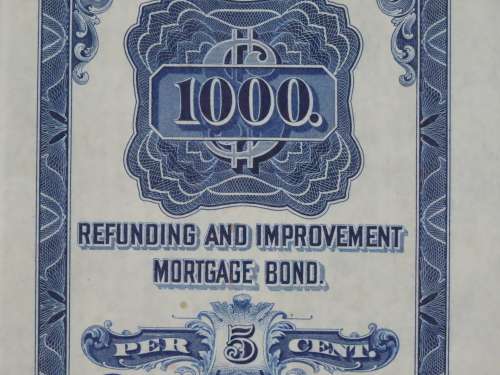 $
1000.
REFUNDING AND IMPROVEMENT
MORTGAGE BOND.
PER 5 CENT.